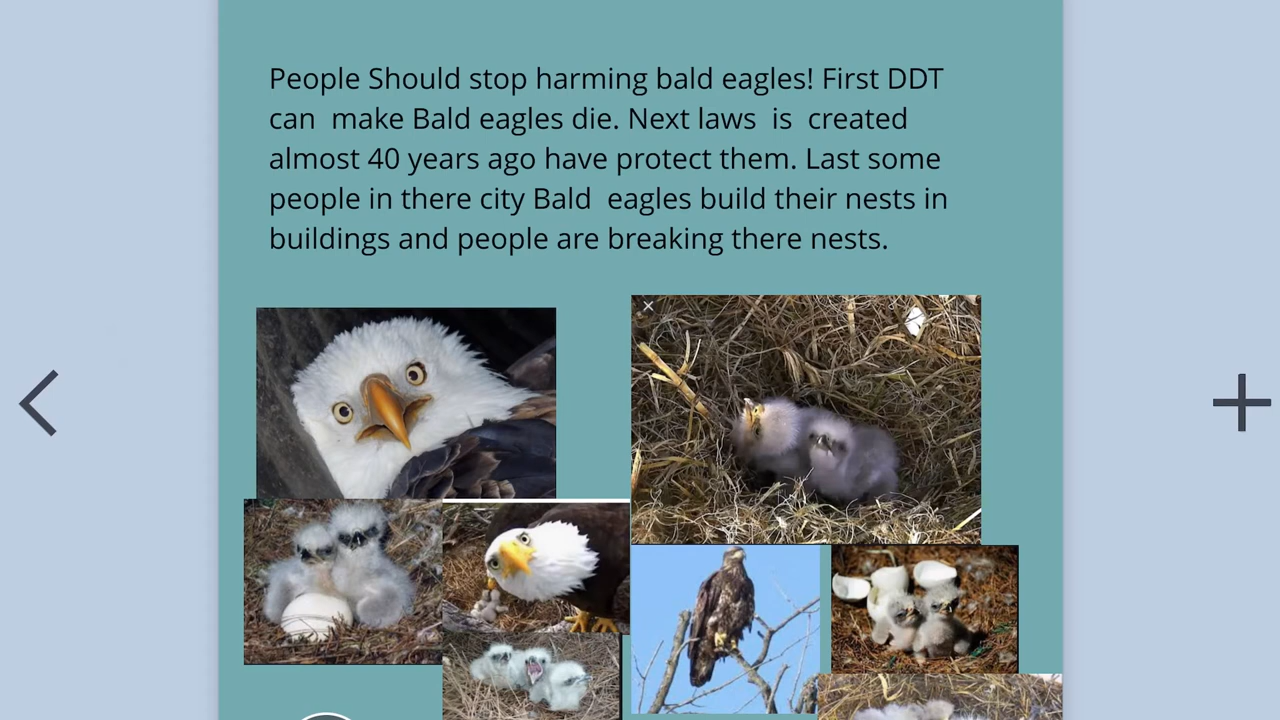 People Should stop harming bald eagles! First DDT
can  make Bald eagles die. Next laws  is  created
almost 40 years ago have protect them. Last some
people in there city Bald  eagles build their nests in
buildings and people are breaking there nests.